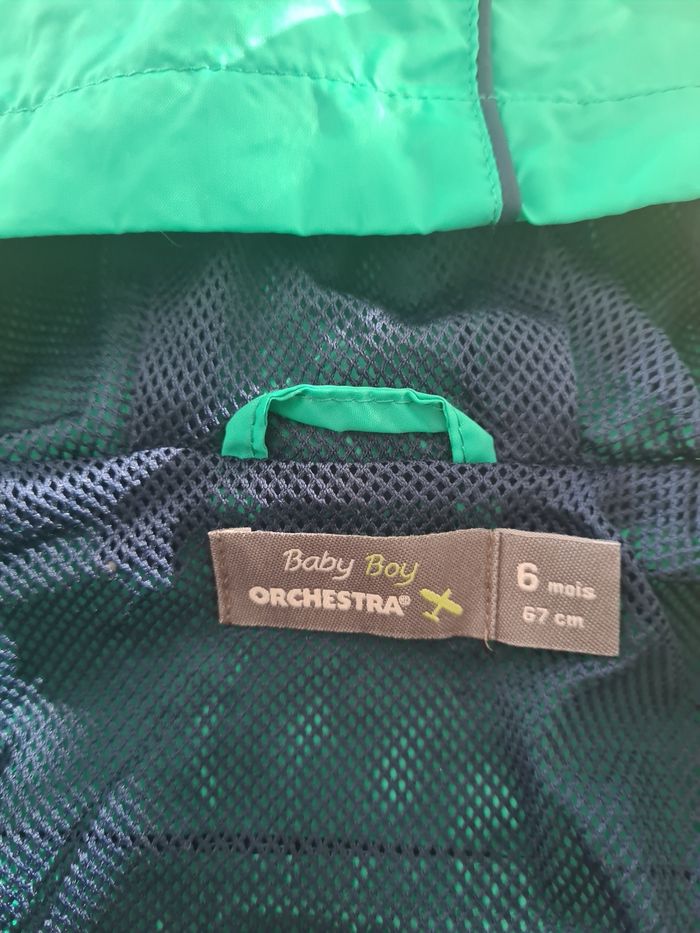 Baby Boy
ORCHESTRA®
6 mois
67 cm